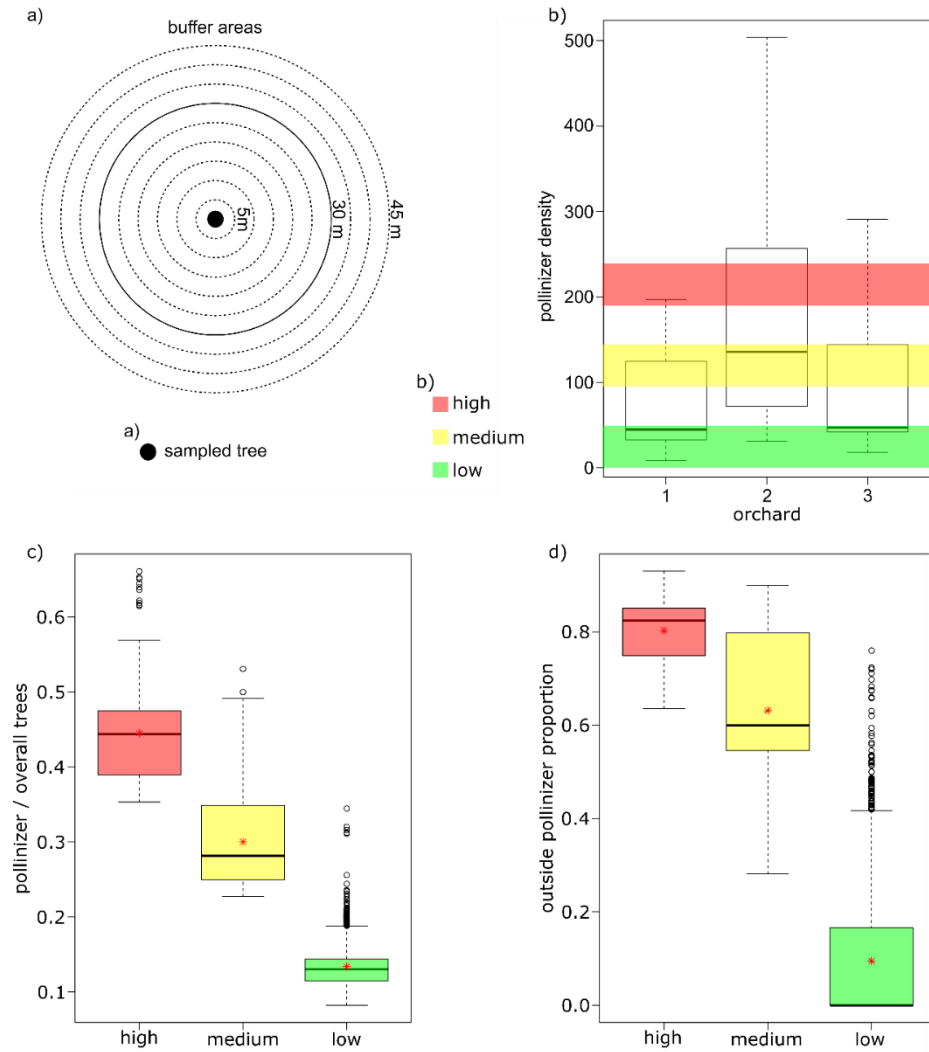 a)
buffer areas
5m
30 m
45 m
a)
sampled tree
b)
high
medium
low
b)
pollinizer density
500
400
300
200
100
0
1 2 3
orchard
c)
pollinizer / overall trees
0.6
0.5
0.4
0.3
0.2
0.1
high medium low
d)
outside pollinizer proportion
0.8
0.6
0.4
0.2
0.0
high medium low